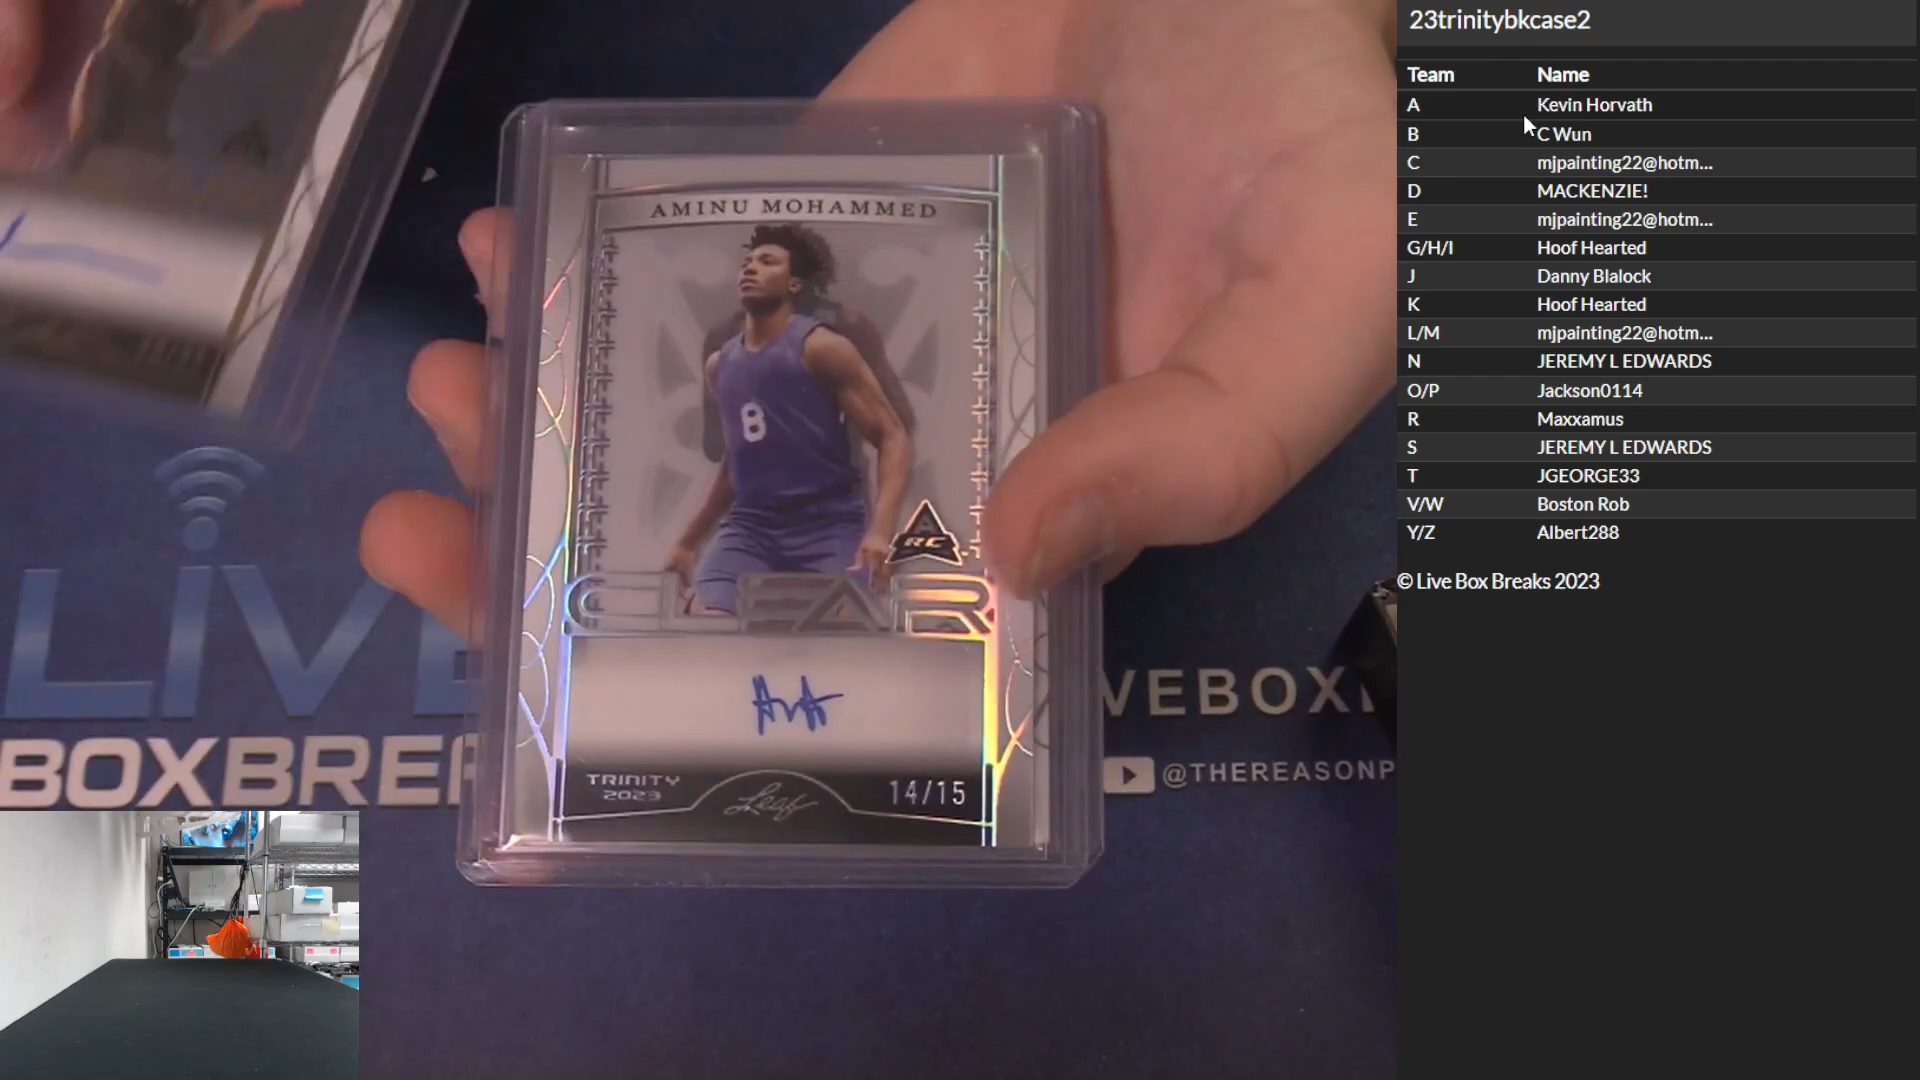 23trinitybkcase2
Team Name
A Kevin Horvath
B C Wun
C mjpainting22@hotm...
D MACKENZIE!
E mjpainting22@hotm...
G/H/I Hoof Hearted
J Danny Blalock
K Hoof Hearted
L/M mjpainting22@hotm...
N JEREMY L EDWARDS
O/P Jackson0114
R Maxxamus
S JEREMY L EDWARDS
T JGEORGE33
V/W Boston Rob
Y/Z Albert288
© Live Box Breaks 2023
AMINU MOHAMMED
8
RC
CLEAR
TRINITY
2023
Leaf
14/15
LIVE
BOXBREA
VEBOX
@THEREASONP